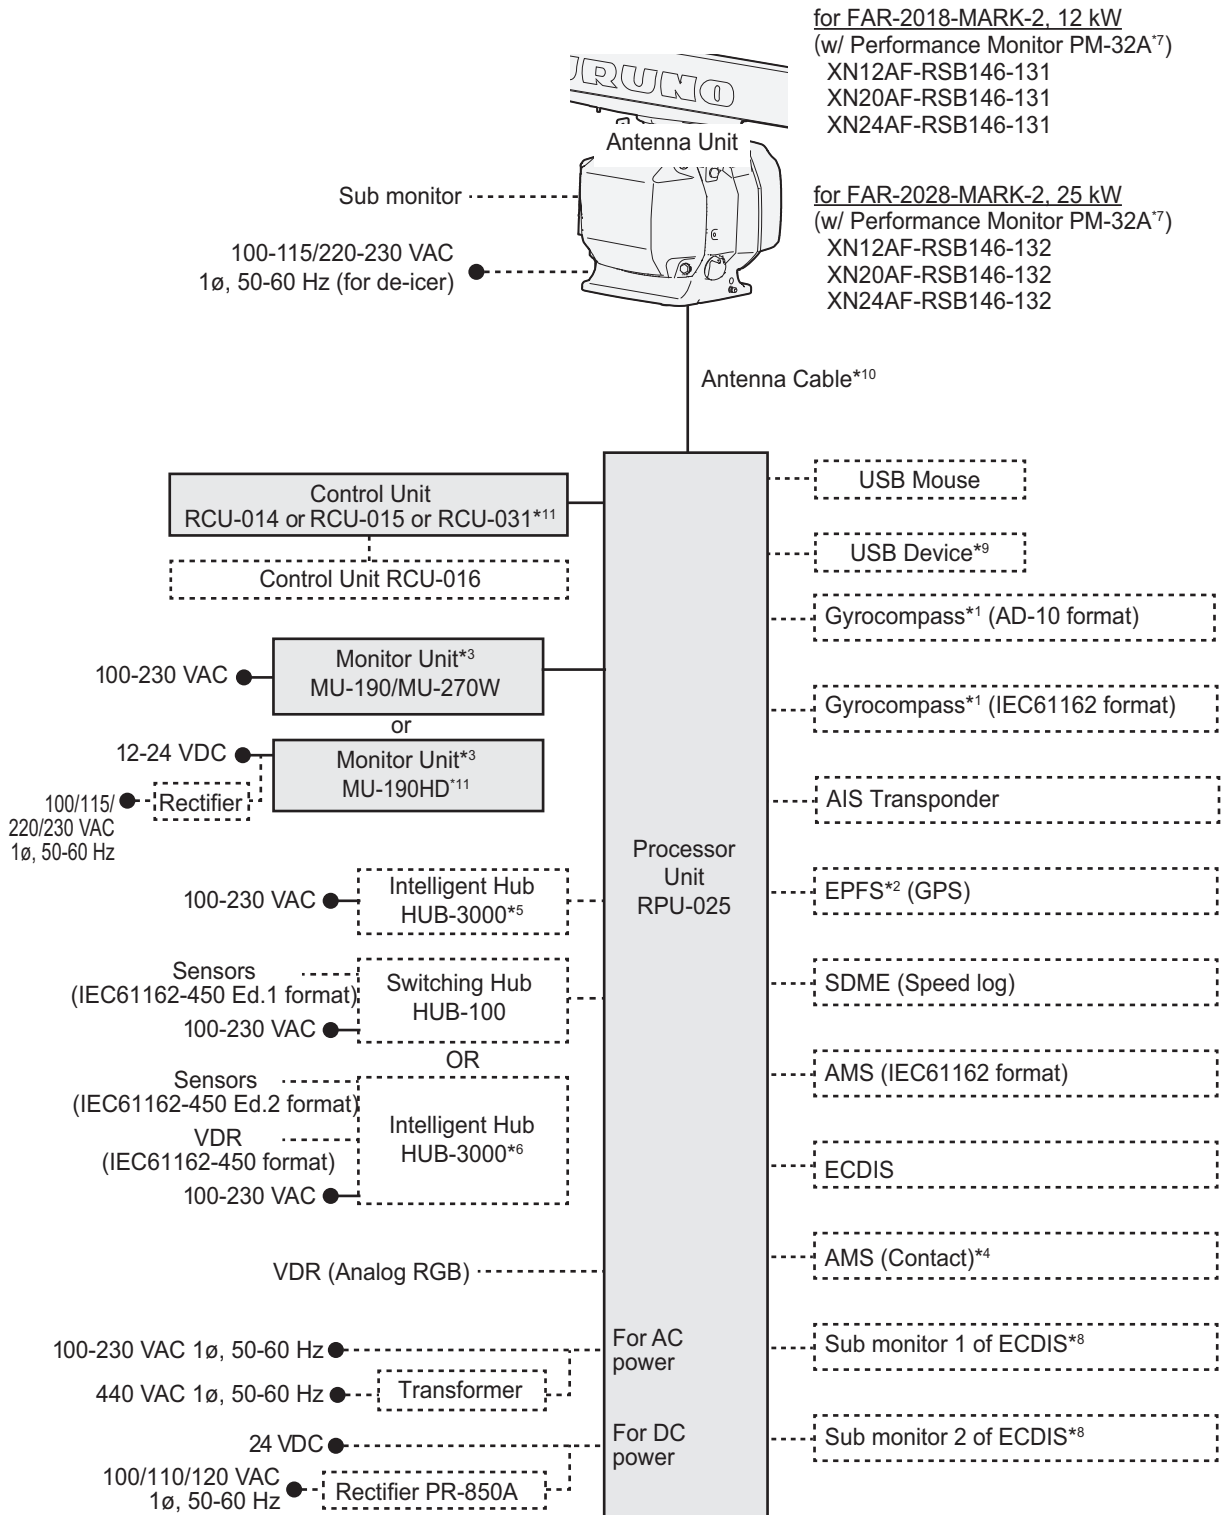 for FAR-2018-MARK-2, 12 kW
(w/ Performance Monitor PM-32A*7)
XN12AF-RSB146-131
XN20AF-RSB146-131
XN24AF-RSB146-131
URUNO
Antenna Unit
Sub monitor
for FAR-2028-MARK-2, 25 kW
(w/ Performance Monitor PM-32A*7)
XN12AF-RSB146-132
XN20AF-RSB146-132
XN24AF-RSB146-132
100-115/220-230 VAC
1ø, 50-60 Hz (for de-icer)
Antenna Cable*10
Control Unit
RCU-014 or RCU-015 or RCU-031*11
Control Unit RCU-016
100-230 VAC
Monitor Unit*3
MU-190/MU-270W
or
12-24 VDC
Monitor Unit*3
MU-190HD*11
100/115/
220/230 VAC
1ø, 50-60 Hz
Rectifier
100-230 VAC
Intelligent Hub
HUB-3000*5
Sensors
(IEC61162-450 Ed.1 format)
100-230 VAC
Switching Hub
HUB-100
OR
Sensors
(IEC61162-450 Ed.2 format)
VDR
(IEC61162-450 format)
100-230 VAC
Intelligent Hub
HUB-3000*6
VDR (Analog RGB)
100-230 VAC 1ø, 50-60 Hz
440 VAC 1ø, 50-60 Hz
Transformer
24 VDC
100/110/120 VAC
1ø, 50-60 Hz
Rectifier PR-850A
Processor
Unit
RPU-025
For AC
power
For DC
power
USB Mouse
USB Device*9
Gyrocompass*1 (AD-10 format)
Gyrocompass*1 (IEC61162 format)
AIS Transponder
EPFS*2 (GPS)
SDME (Speed log)
AMS (IEC61162 format)
ECDIS
AMS (Contact)*4
Sub monitor 1 of ECDIS*8
Sub monitor 2 of ECDIS*8